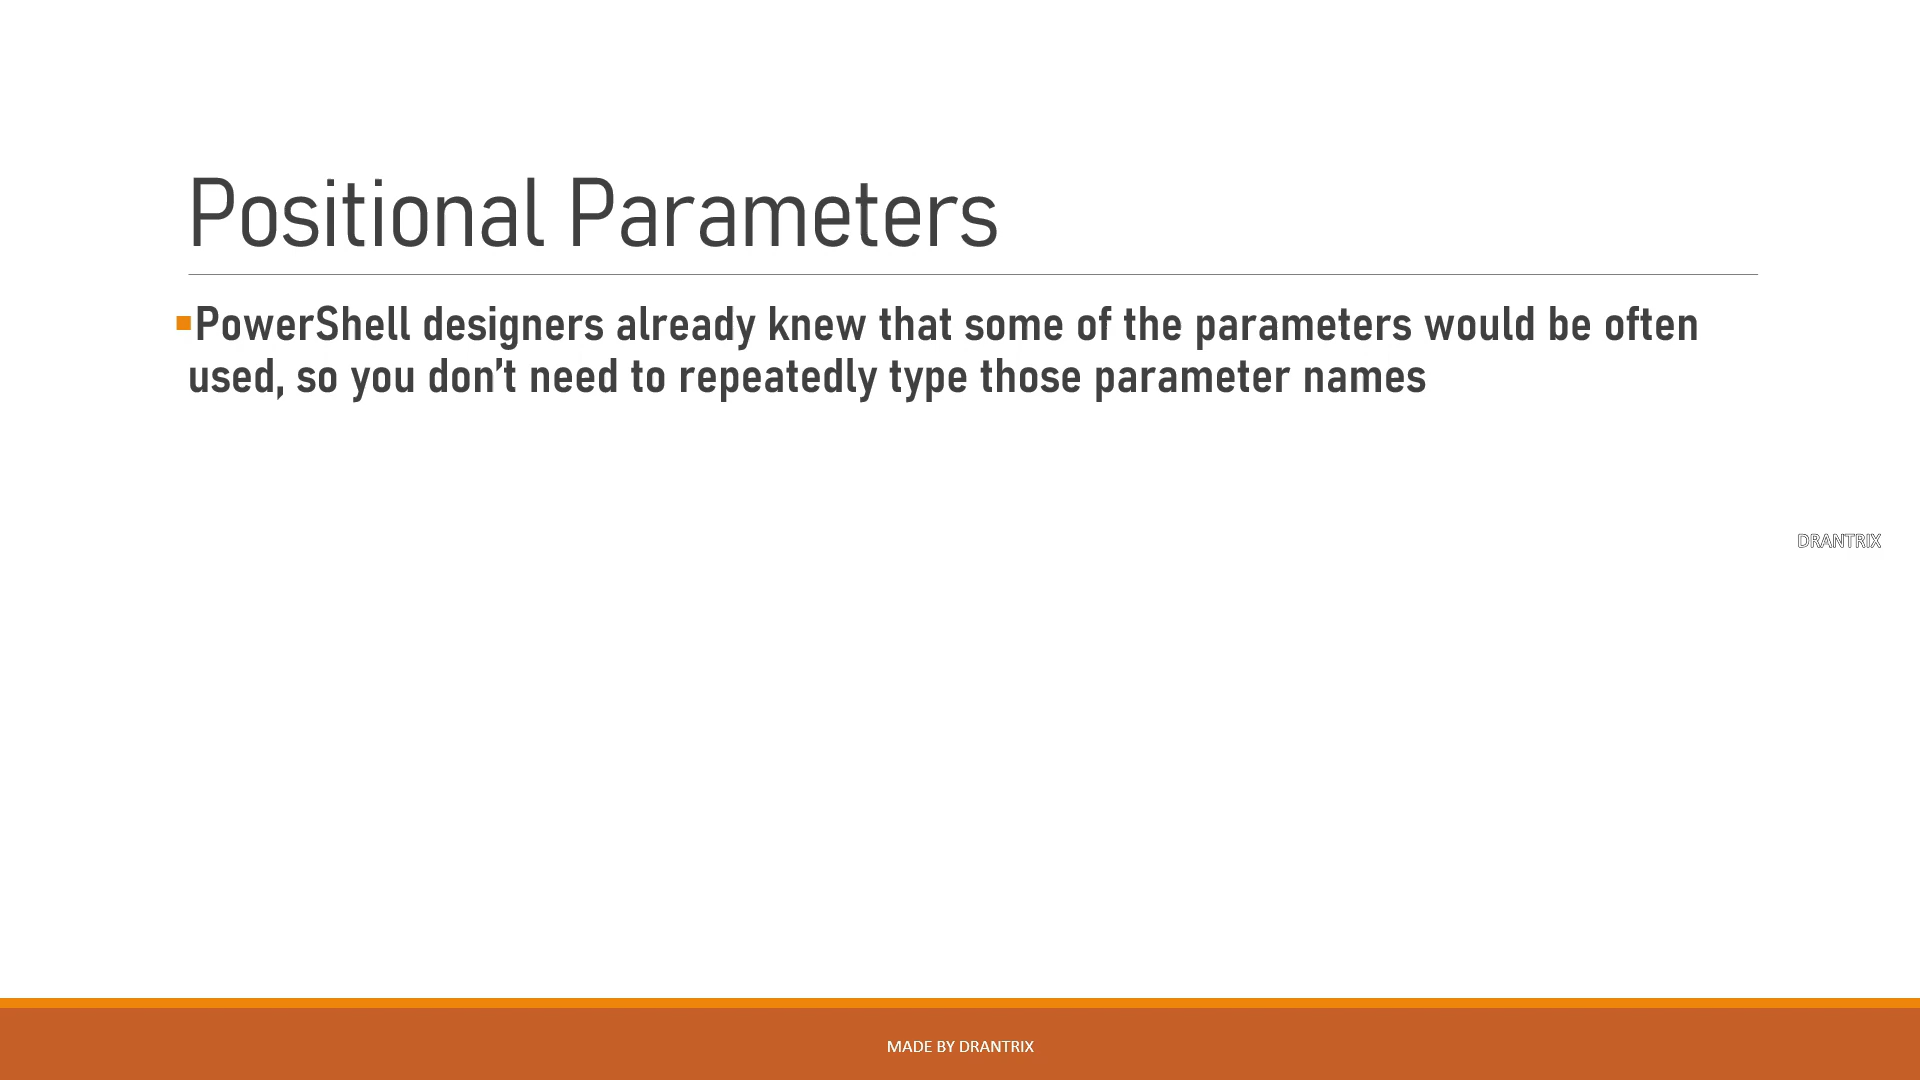 Positional Parameters
▪PowerShell designers already knew that some of the parameters would be often
used, so you don’t need to repeatedly type those parameter names
DRANTRIX
MADE BY DRANTRIX